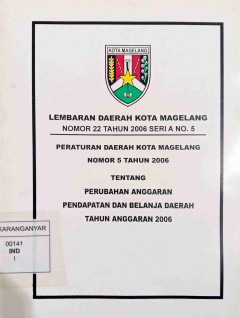 KOTA MAGELANG
LEMBARAN DAERAH KOTA MAGELANG
NOMOR 22 TAHUN 2006 SERI A NO. 5
PERATURAN DAERAH KOTA MAGELANG
NOMOR 5 TAHUN 2006
TENTANG
PERUBAHAN ANGGARAN
PENDAPATAN DAN BELANJA DAERAH
TAHUN ANGGARAN 2006
KARANGANYAR
00141
IND
I